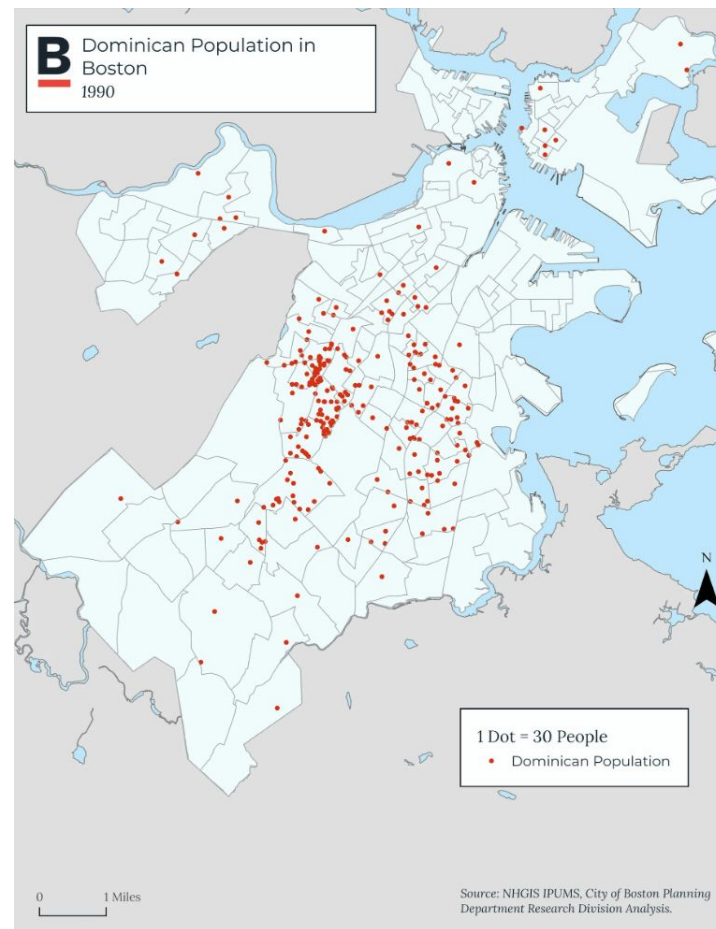 B
Dominican Population in
Boston
1990
N
1 Dot = 30 People
Dominican Population
0 1 Miles
Source: NHGIS IPUMS, City of Boston Planning
Department Research Division Analysis.